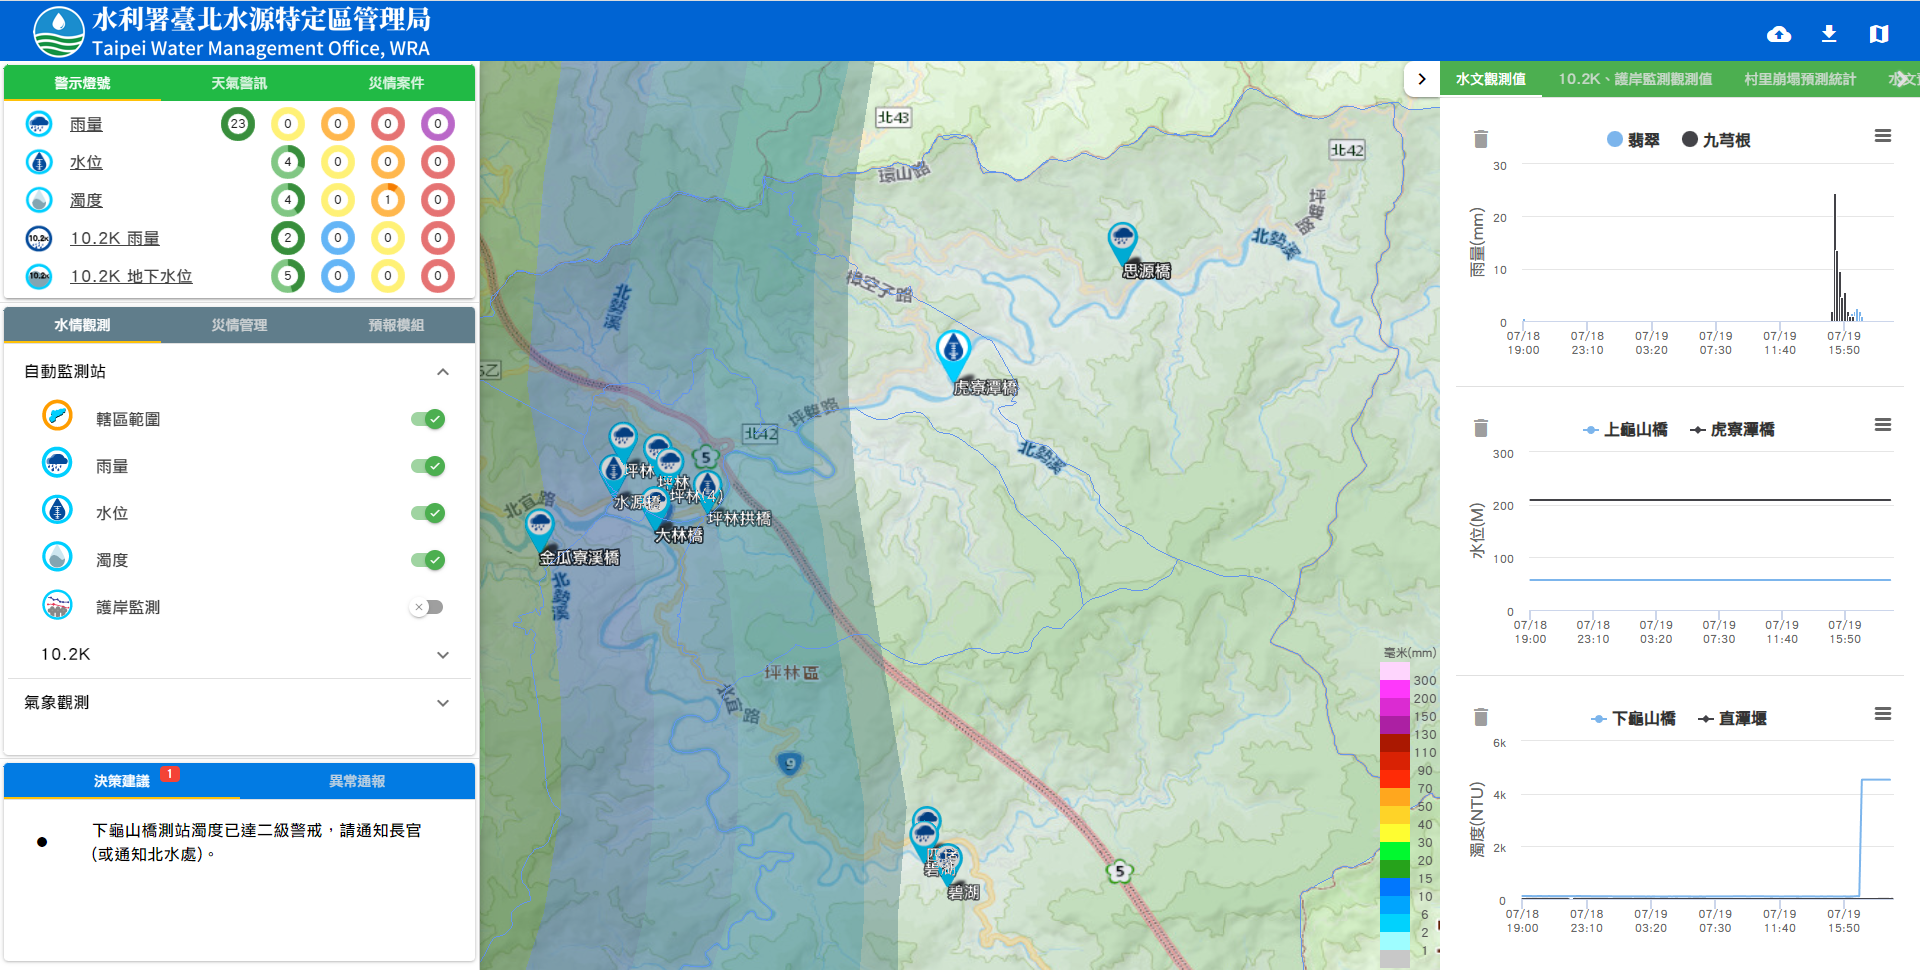 水利署臺北水源特定區管理局
Taipei Water Management Office, WRA
警示燈號 天氣警訊 災情案件
雨量 23 0 0 0 0
水位 4 0 0 0
濁度 4 0 1 0
10.2K 雨量 2 0 0 0
10.2K 地下水位 5 0 0 0
水情觀測 災情管理 預報模組
自動監測站
轄區範圍
雨量
水位
濁度
護岸監測
10.2K
氣象觀測
決策建議 1 異常通報
下龜山橋測站濁度已達二級警戒，請通知長官
(或通知北水處)。
北43
北42
環山路
坪雙路
北勢溪
思源橋
樟空子路
北勢溪
虎寮潭橋
坪雙路
北42
北勢溪
5
坪林
坪林
坪林(4)
水源橋
坪林拱橋
大林橋
北宜路
金瓜寮溪橋
北勢溪
坪林區
北宜路
9
碧湖
碧湖
5
毫米(mm)
300
200
150
130
110
90
70
50
40
30
20
15
10
6
2
1
水文觀測值 10.2K、護岸監測觀測值 村里崩塌預測統計
翡翠 九芎根
雨量(mm)
30
20
10
0
07/18 07/18 07/19 07/19 07/19 07/19
19:00 23:10 03:20 07:30 11:40 15:50
上龜山橋 虎寮潭橋
水位(M)
300
200
100
0
07/18 07/18 07/19 07/19 07/19 07/19
19:00 23:10 03:20 07:30 11:40 15:50
下龜山橋 直潭堰
濁度(NTU)
6k
4k
2k
0
07/18 07/18 07/19 07/19 07/19 07/19
19:00 23:10 03:20 07:30 11:40 15:50